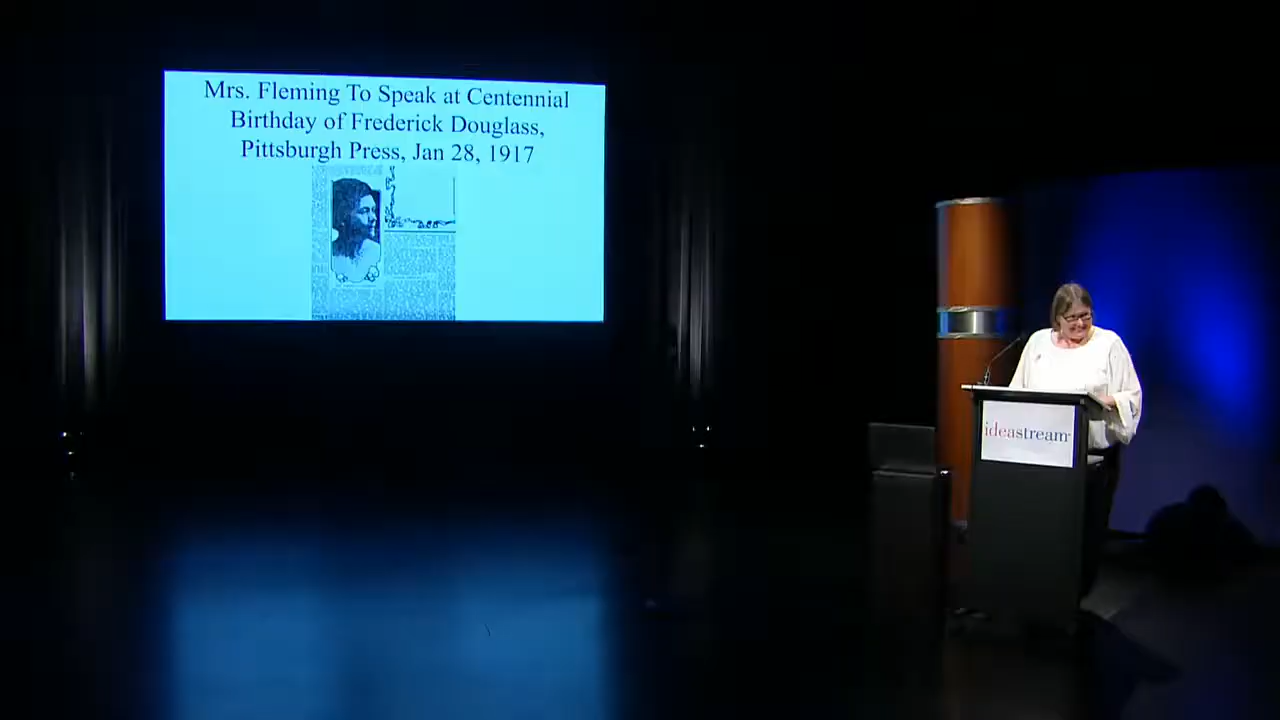 Mrs. Fleming To Speak at Centennial
Birthday of Frederick Douglass,
Pittsburgh Press, Jan 28, 1917
ideastream